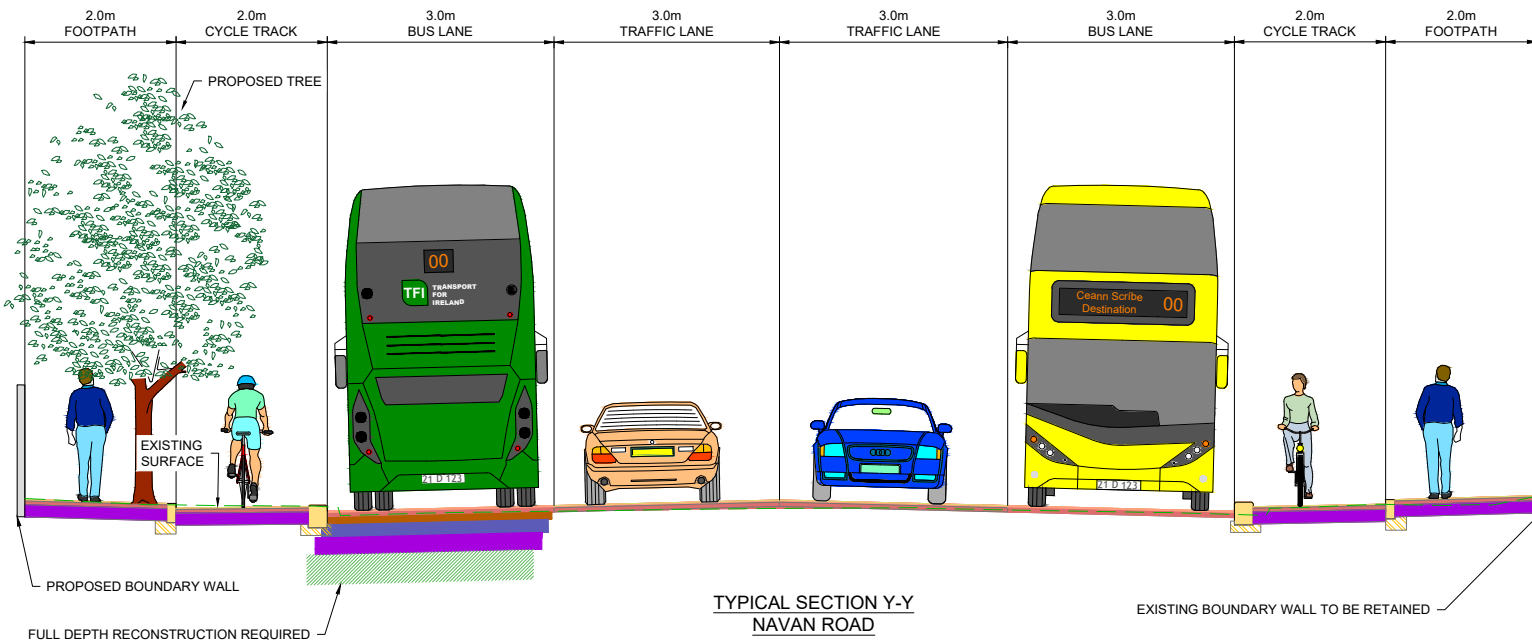 2.0m
FOOTPATH
2.0m
CYCLE TRACK
3.0m
BUS LANE
3.0m
TRAFFIC LANE
3.0m
TRAFFIC LANE
3.0m
BUS LANE
2.0m
CYCLE TRACK
2.0m
FOOTPATH
PROPOSED TREE
00
TFI
TRANSPORT
FOR
IRELAND
Ceann Scríbe
Destination
00
EXISTING
SURFACE
21 D 123
21 D 123
PROPOSED BOUNDARY WALL
FULL DEPTH RECONSTRUCTION REQUIRED
TYPICAL SECTION Y-Y
NAVAN ROAD
EXISTING BOUNDARY WALL TO BE RETAINED